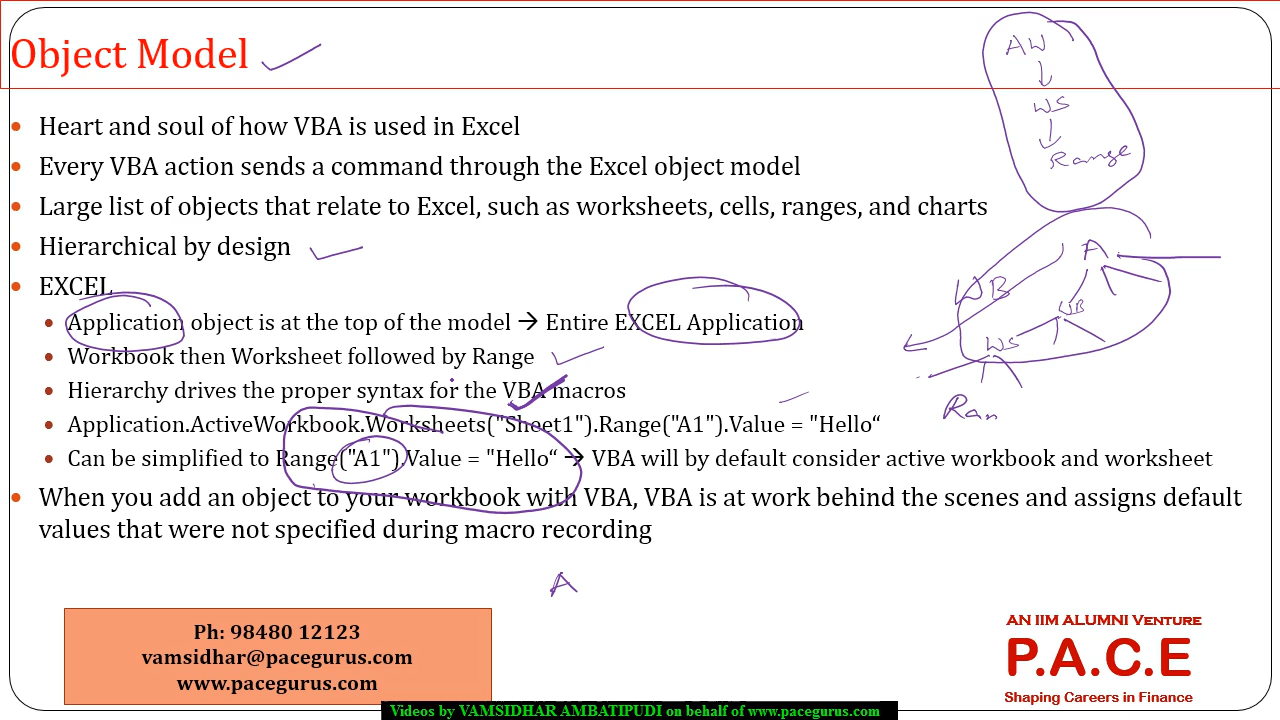 Object Model
Heart and soul of how VBA is used in Excel
Every VBA action sends a command through the Excel object model
Large list of objects that relate to Excel, such as worksheets, cells, ranges, and charts
Hierarchical by design
EXCEL
Application object is at the top of the model → Entire EXCEL Application
Workbook then Worksheet followed by Range
Hierarchy drives the proper syntax for the VBA macros
Application.ActiveWorkbook.Worksheets("Sheet1").Range("A1").Value = "Hello“
Can be simplified to Range("A1").Value = "Hello“ → VBA will by default consider active workbook and worksheet
When you add an object to your workbook with VBA, VBA is at work behind the scenes and assigns default
values that were not specified during macro recording
AW
WS
Range
A
WB
WB
WS
Ran
A
Ph: 98480 12123
vamsidhar@pacegurus.com
www.pacegurus.com
AN IIM ALUMNI VENTURE
P.A.C.E
Shaping Careers in Finance
Videos by VAMSIDHAR AMBATIPUDI on behalf of www.pacegurus.com